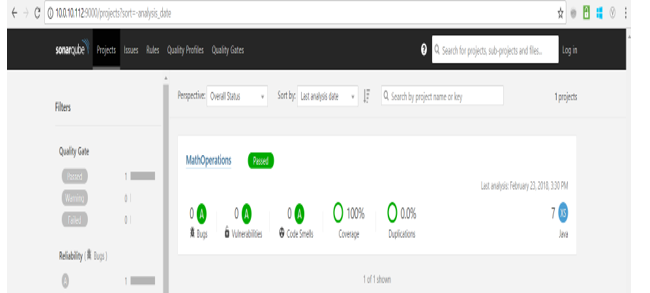 10.0.10.112:9000/projects?sort=-analysis_date
sonarqube Projects Issues Rules Quality Profiles Quality Gates ? Search for projects, sub-projects and files... Log in
Filters
Perspective: Overall Status Sort by: Last analysis date Search by project name or key 1 projects
Quality Gate
Passed 1
Warning 0
Failed 0
Reliability ( Bugs )
A 1
MathOperations Passed
Last analysis: February 23, 2018, 3:30 PM
0 A 0 A 0 A 100% 0.0% 7 XS
Bugs Vulnerabilities Code Smells Coverage Duplications Java
1 of 1 shown